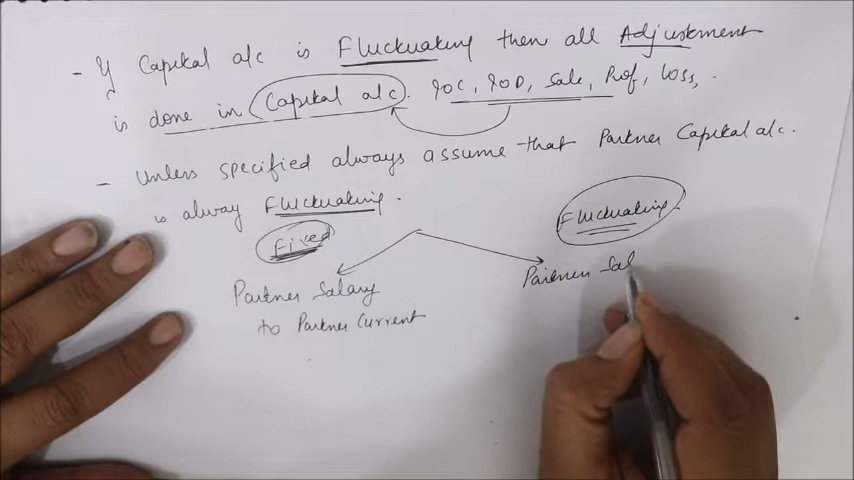 - If Capital a/c is Fluctuating then all Adjustment
is done in Capital a/c. IOC, IOD, Sale, Prof, Loss, .
- Unless specified always assume that Partner Capital a/c.
is alway Fluctuating.
Fixed
Fluctuating.
Partner Salary
to Partner Current
Partner Sal